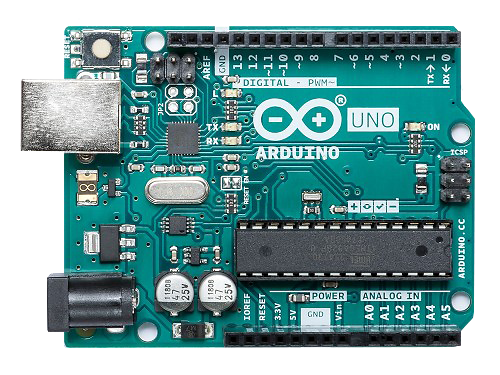 RESET
AREF
GND
13
12
~11
~10
~9
8
7
~6
~5
4
~3
2
TX→1
RX←0
DIGITAL - PWM~
TX
RX
®
UNO
ON
ARDUINO
ICSP
RESET EN
ARDUINO.CC
47
25V
47
25V
IOREF
RESET
3.3V
5V
GND
Vin
POWER
ANALOG IN
A0
A1
A2
A3
A4
A5